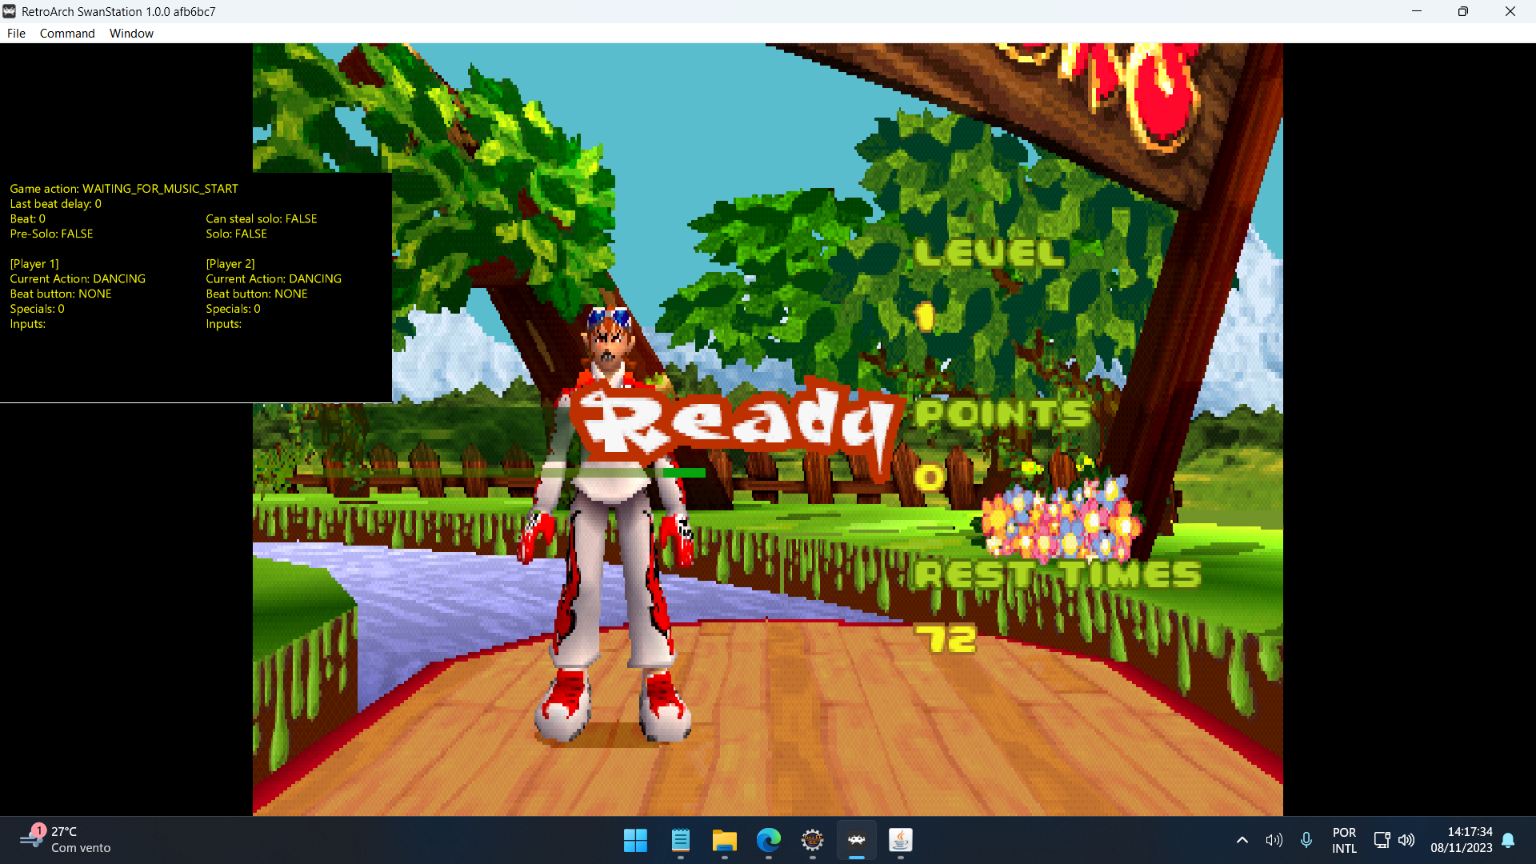 RetroArch SwanStation 1.0.0 afb6bc7
File Command Window
Game action: WAITING_FOR_MUSIC_START
Last beat delay: 0
Beat: 0 Can steal solo: FALSE
Pre-Solo: FALSE Solo: FALSE
[Player 1] [Player 2]
Current Action: DANCING Current Action: DANCING
Beat button: NONE Beat button: NONE
Specials: 0 Specials: 0
Inputs: Inputs:
LEVEL
1
Ready
POINTS
0
REST TIMES
72
1
27°C
Com vento
POR
INTL
14:17:34
08/11/2023